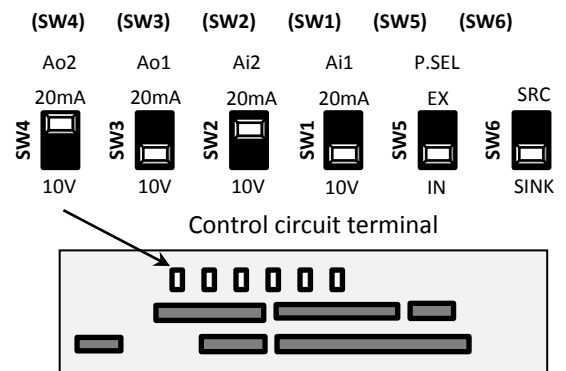 (SW4) (SW3) (SW2) (SW1) (SW5) (SW6)
Ao2 Ao1 Ai2 Ai1 P.SEL
20mA 20mA 20mA 20mA EX SRC
SW4 SW3 SW2 SW1 SW5 SW6
10V 10V 10V 10V IN SINK
Control circuit terminal